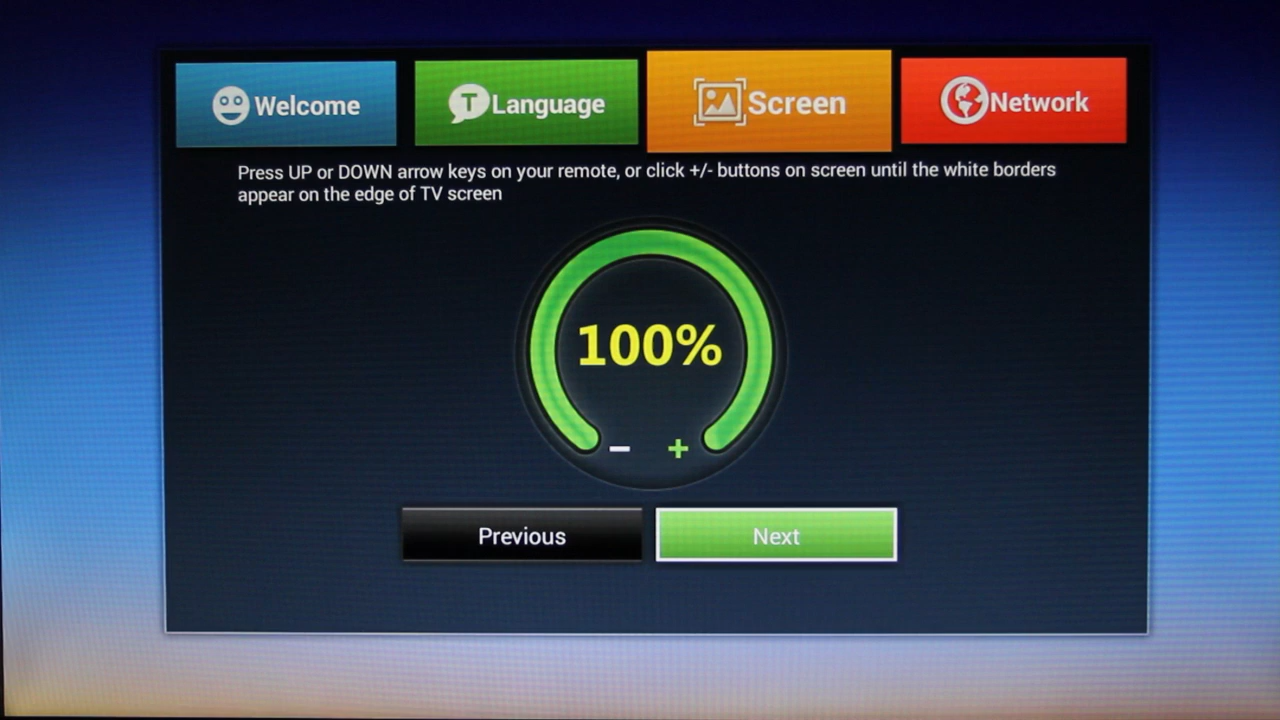 Welcome
Language
Screen
Network
Press UP or DOWN arrow keys on your remote, or click +/- buttons on screen until the white borders
appear on the edge of TV screen
100%
- +
Previous
Next